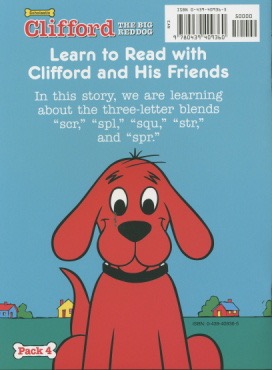 Clifford
THE BIG
RED DOG
50000
Learn to Read with
Clifford and His Friends
In this story, we are learning
about the three-letter blends
“scr,” “spl,” “squ,” “str,”
and “spr.”
Pack 4